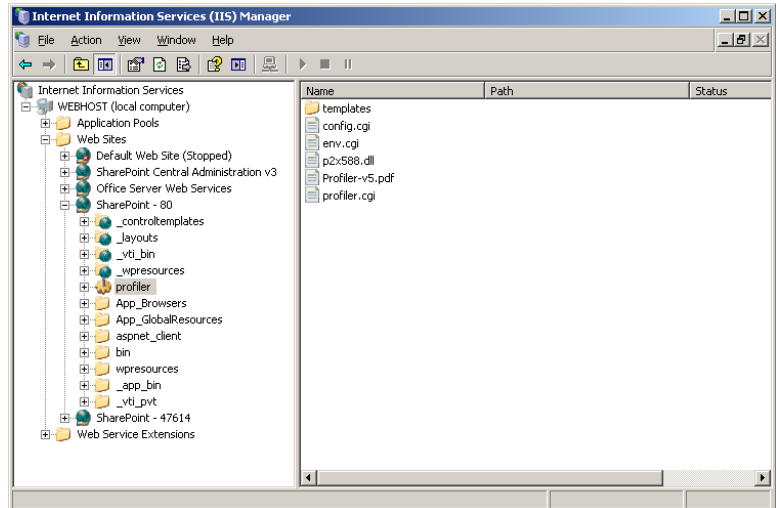 Internet Information Services (IIS) Manager
File Action View Window Help
Internet Information Services
WEBHOST (local computer)
Application Pools
Web Sites
Default Web Site (Stopped)
SharePoint Central Administration v3
Office Server Web Services
SharePoint - 80
_controltemplates
_layouts
_vti_bin
_wpresources
profiler
App_Browsers
App_GlobalResources
aspnet_client
bin
wpresources
_app_bin
_vti_pvt
SharePoint - 47614
Web Service Extensions
Name Path Status
templates
config.cgi
env.cgi
p2x588.dll
Profiler-v5.pdf
profiler.cgi